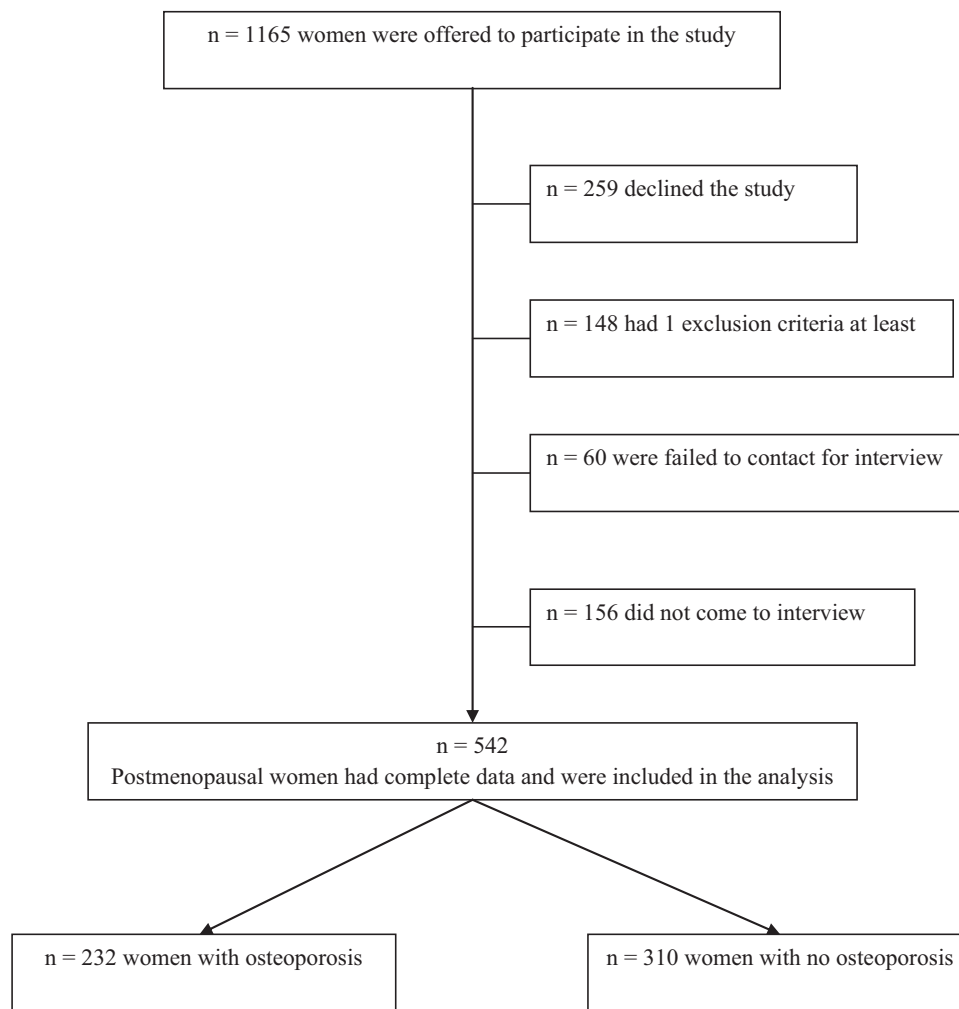 n = 1165 women were offered to participate in the study
n = 259 declined the study
n = 148 had 1 exclusion criteria at least
n = 60 were failed to contact for interview
n = 156 did not come to interview
n = 542
Postmenopausal women had complete data and were included in the analysis
n = 232 women with osteoporosis
n = 310 women with no osteoporosis